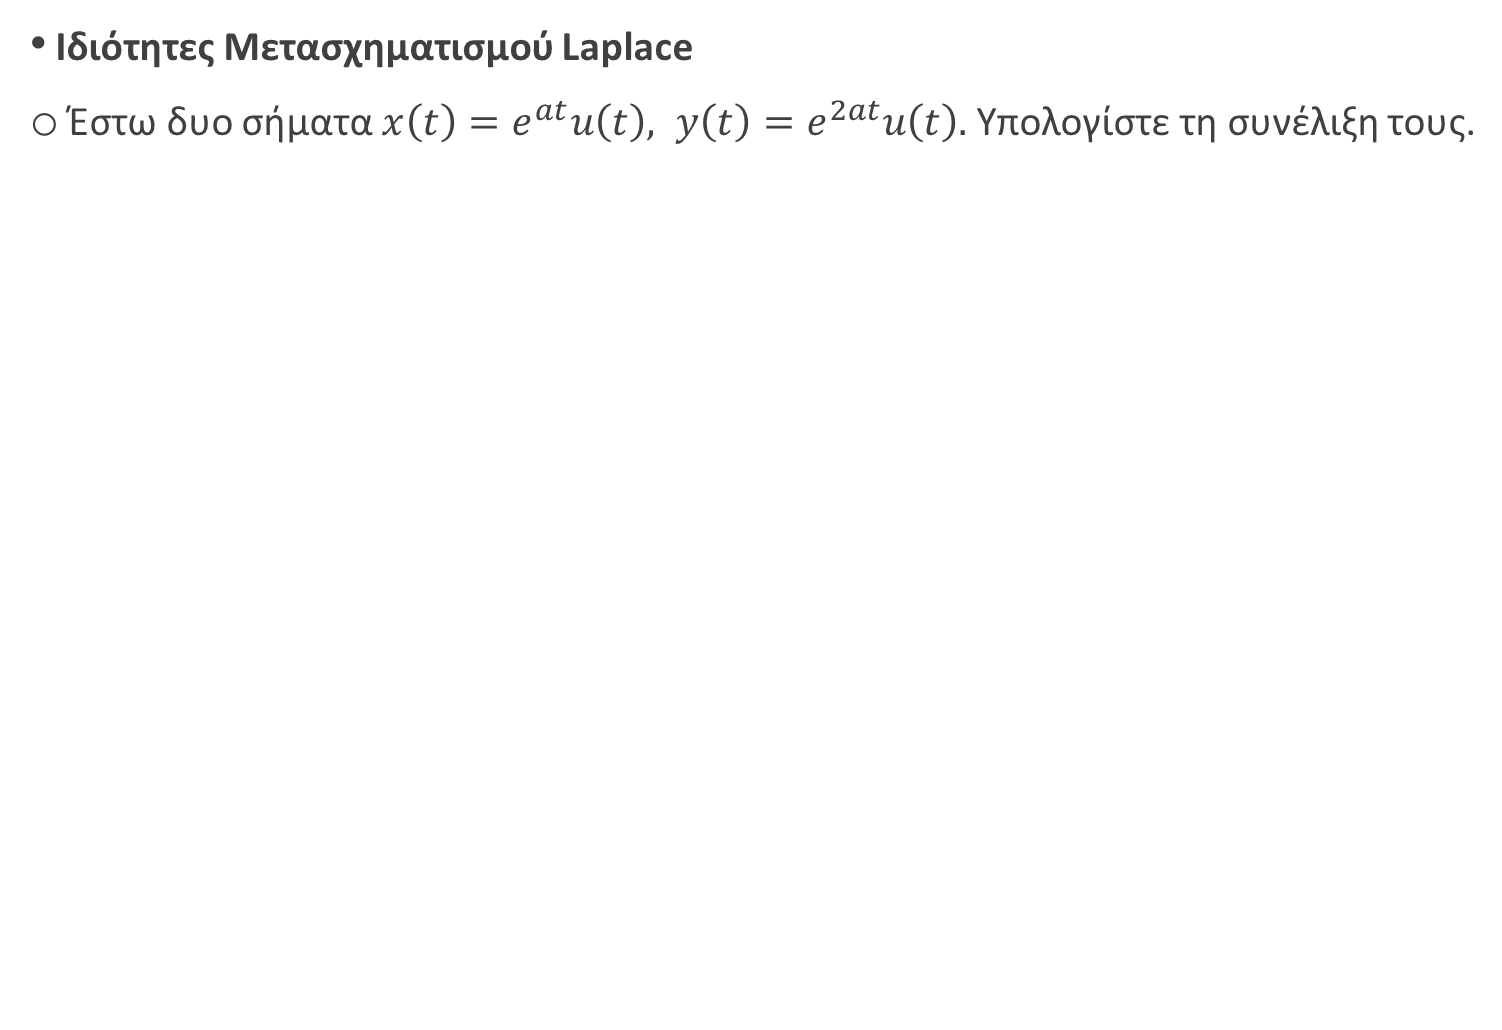 • Ιδιότητες Μετασχηματισμού Laplace
○ Έστω δυο σήματα $x(t) = e^{at}u(t), \; y(t) = e^{2at}u(t)$. Υπολογίστε τη συνέλιξη τους.